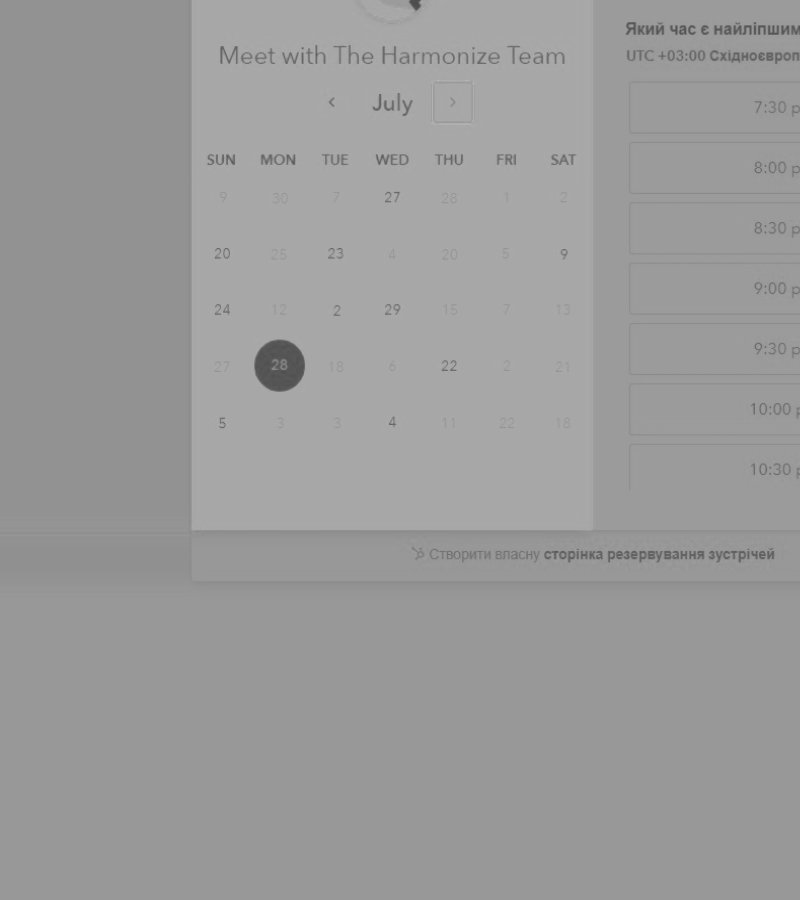 Meet with The Harmonize Team
July
SUN MON TUE WED THU FRI SAT
9 30 7 27 28 1 2
20 25 23 4 20 5 9
24 12 2 29 15 7 13
27 28 18 6 22 2 21
5 3 3 4 11 22 18
Який час є найліпшим
UTC +03:00 Східноєвроп
7:30 p
8:00 p
8:30 p
9:00 p
9:30 p
10:00 p
10:30 p
Створити власну сторінка резервування зустрічей